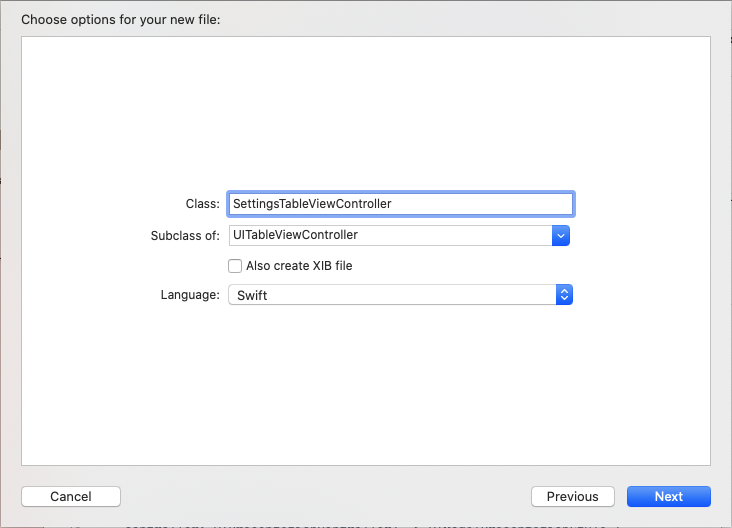 Choose options for your new file:
Class: SettingsTableViewController
Subclass of: UITableViewController
Also create XIB file
Language: Swift
Cancel Previous Next